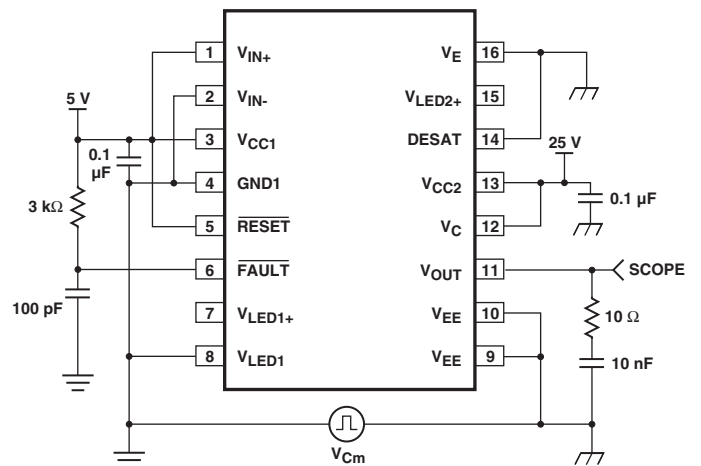 1 V_IN+
2 V_IN-
3 V_CC1
4 GND1
5 R̅E̅S̅E̅T̅
6 F̅A̅U̅L̅T̅
7 V_LED1+
8 V_LED1
V_E 16
V_LED2+ 15
DESAT 14
V_CC2 13
V_C 12
V_OUT 11
V_EE 10
V_EE 9
5 V
0.1
µF
3 kΩ
100 pF
25 V
0.1 µF
SCOPE
10 Ω
10 nF
V_Cm